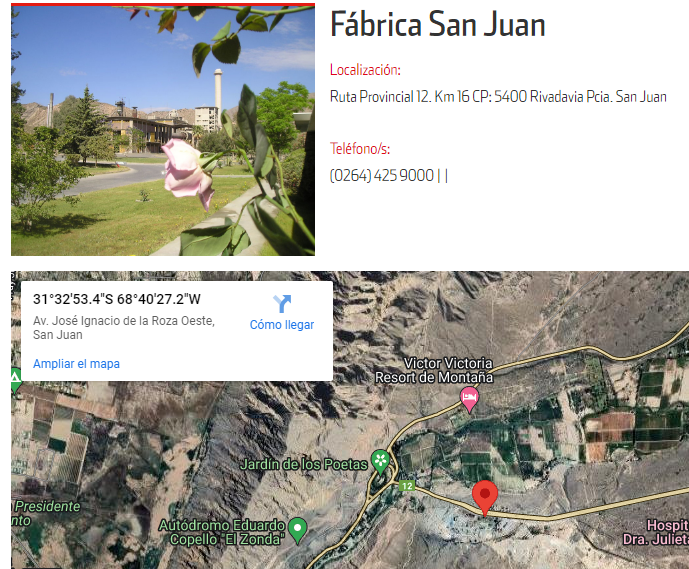 Fábrica San Juan
Localización:
Ruta Provincial 12. Km 16 CP: 5400 Rivadavia Pcia. San Juan
Teléfono/s:
(0264) 425 9000 | |
31°32'53.4"S 68°40'27.2"W
Av. José Ignacio de la Roza Oeste,
San Juan
Cómo llegar
Ampliar el mapa
Victor Victoria
Resort de Montaña
Jardín de los Poetas
12
Presidente
nto
Autódromo Eduardo
Copello "El Zonda"
Hospit
Dra. Julieta